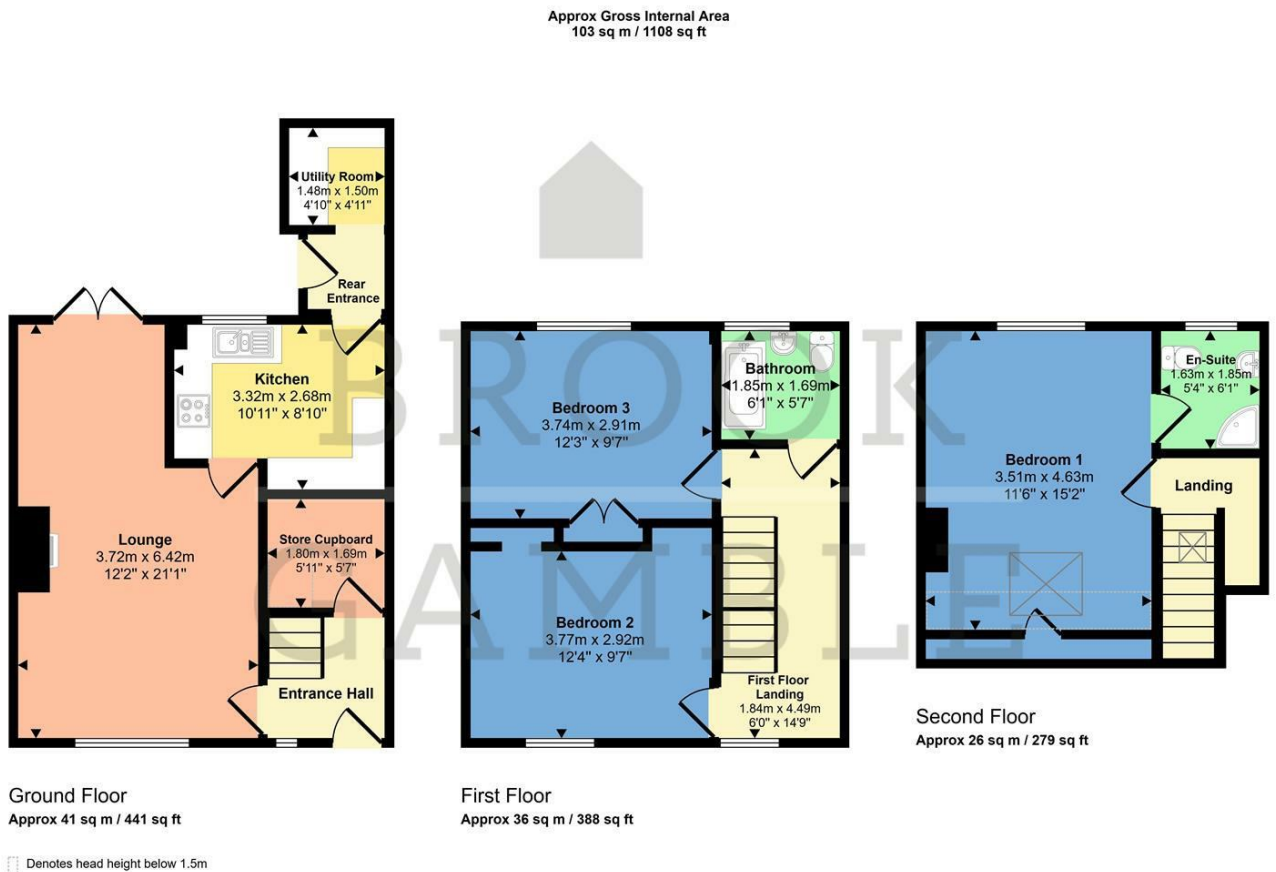 Approx Gross Internal Area
103 sq m / 1108 sq ft
Utility Room
1.48m x 1.50m
4'10" x 4'11"
Rear
Entrance
Kitchen
3.32m x 2.68m
10'11" x 8'10"
Lounge
3.72m x 6.42m
12'2" x 21'1"
Store Cupboard
1.80m x 1.69m
5'11" x 5'7"
Entrance Hall
Ground Floor
Approx 41 sq m / 441 sq ft
Denotes head height below 1.5m
Bathroom
1.85m x 1.69m
6'1" x 5'7"
Bedroom 3
3.74m x 2.91m
12'3" x 9'7"
Bedroom 2
3.77m x 2.92m
12'4" x 9'7"
First Floor
Landing
1.84m x 4.49m
6'0" x 14'9"
First Floor
Approx 36 sq m / 388 sq ft
En-Suite
1.63m x 1.85m
5'4" x 6'1"
Bedroom 1
3.51m x 4.63m
11'6" x 15'2"
Landing
Second Floor
Approx 26 sq m / 279 sq ft
BROOK
GAMBLE